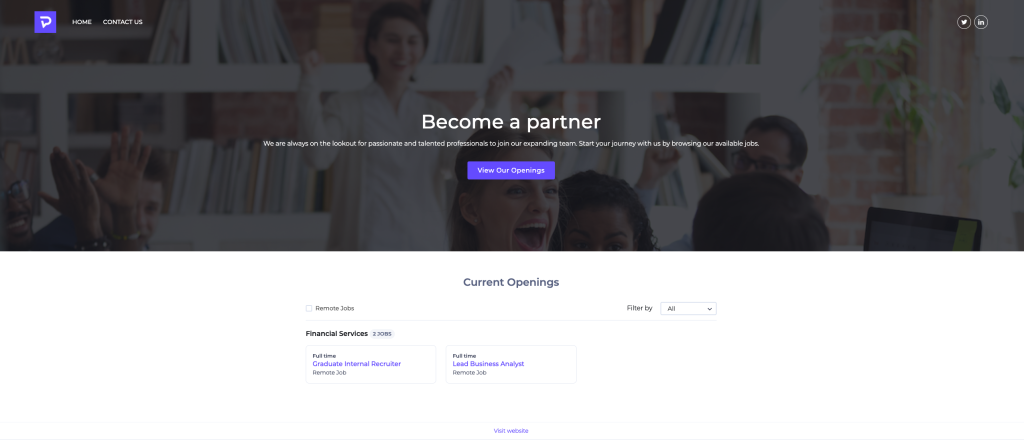 HOME CONTACT US
Become a partner
We are always on the lookout for passionate and talented professionals to join our expanding team. Start your journey with us by browsing our available jobs.
View Our Openings
Current Openings
Remote Jobs
Filter by All
Financial Services 2 JOBS
Full time
Graduate Internal Recruiter
Remote Job
Full time
Lead Business Analyst
Remote Job
Visit website